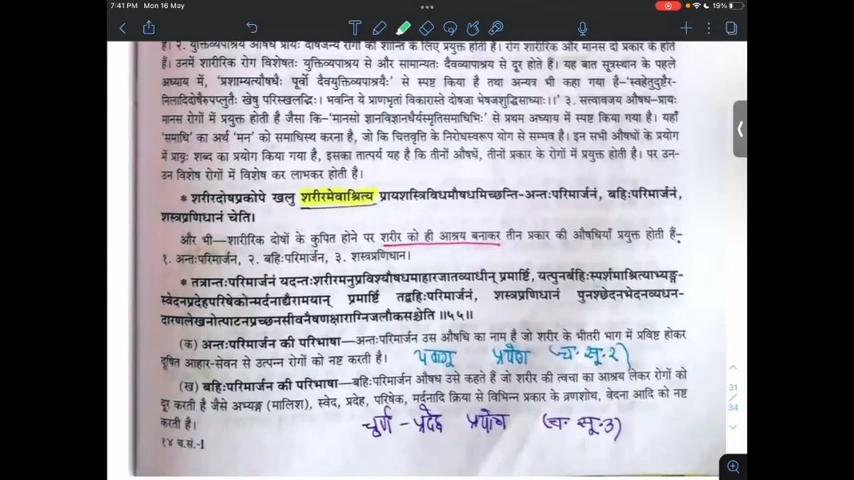 7:41 PM Mon 16 May
19%
हैं। २. युक्तिव्यपाश्रय औषध प्रायः दोषजन्य रोगों की शान्ति के लिए प्रयुक्त होती है। रोग शारीरिक और मानस दो प्रकार के होते
हैं। उनमें शारीरिक रोग विशेषतः युक्तिव्यपाश्रय से और सामान्यतः दैवव्यपाश्रय से दूर होते है। यह बात सूत्रस्थान के पहले
अध्याय में, 'प्रशाम्यत्यौषधैः पूर्वो दैवयुक्तिव्यपाश्रयैः' से स्पष्ट किया है तथा अन्यत्र भी कहा गया है-'स्वहेतुदुष्टैर-
निलादिदोषैरुपप्लुतैः खेषु परिस्खलद्भिः। भवन्ति ये प्राणभृतां विकारास्ते दोषजा भेषजशुद्धिसाध्याः।।' ३. सत्त्वावजय औषध–प्रायः
मानस रोगों में प्रयुक्त होती है जैसा कि–'मानसो ज्ञानविज्ञानधैर्यस्मृतिसमाधिभिः' से प्रथम अध्याय में स्पष्ट किया गया है। यहाँ
'समाधि' का अर्थ 'मन' को समाधिस्थ करना है, जो कि चित्तवृत्ति के निरोधस्वरूप योग से सम्भव है। इन सभी औषधों के प्रयोग
में प्रायः शब्द का प्रयोग किया गया है, इसका तात्पर्य यह है कि तीनों औषधें, तीनों प्रकार के रोगों में प्रयुक्त होती है। पर उन-
उन विशेष रोगों में विशेष कर लाभकर होती है।
* शरीरदोषप्रकोपे खलु शरीरमेवाश्रित्य प्रायशस्त्रिविधमौषधमिच्छन्ति-अन्तःपरिमार्जनं, बहिःपरिमार्जनं,
शस्त्रप्रणिधानं चेति।
और भी–शारीरिक दोषों के कुपित होने पर शरीर को ही आश्रय बनाकर तीन प्रकार की औषधियाँ प्रयुक्त होती हैं-
१. अन्तःपरिमार्जन, २. बहिःपरिमार्जन, ३. शस्त्रप्रणिधान।
* तत्रान्तःपरिमार्जनं यदन्तःशरीरमनुप्रविश्यौषधमाहारजातव्याधीन् प्रमार्ष्टि, यत्पुनर्बहिःस्पर्शमाश्रित्याभ्यङ्ग-
स्वेदनप्रदेहपरिषेकोन्मर्दनाद्यैरामयान् प्रमार्ष्टि तद्बहिःपरिमार्जनं, शस्त्रप्रणिधानं पुनश्छेदनभेदनव्यधन-
दारणलेखनोत्पाटनप्रच्छनसीवनैषणक्षाराग्निजलौकसश्चेति ॥५५॥
(क) अन्तःपरिमार्जन की परिभाषा—अन्तःपरिमार्जन उस औषधि का नाम है जो शरीर के भीतरी भाग में प्रविष्ट होकर
दूषित आहार-सेवन से उत्पन्न रोगों को नष्ट करती है। यवागू प्रयोग (च. सू. २)
(ख) बहिःपरिमार्जन की परिभाषा—बहिःपरिमार्जन औषध उसे कहते हैं जो शरीर की त्वचा का आश्रय लेकर रोगों को
दूर करती है जैसे अभ्यङ्ग (मालिश), स्वेद, प्रदेह, परिषेक, मर्दनादि क्रिया से विभिन्न प्रकार के व्रणशोथ, वेदना आदि को नष्ट
करती है। चूर्ण - प्रदेह प्रयोग (च. सू. ३)
१४ च.सं.-I
31
34